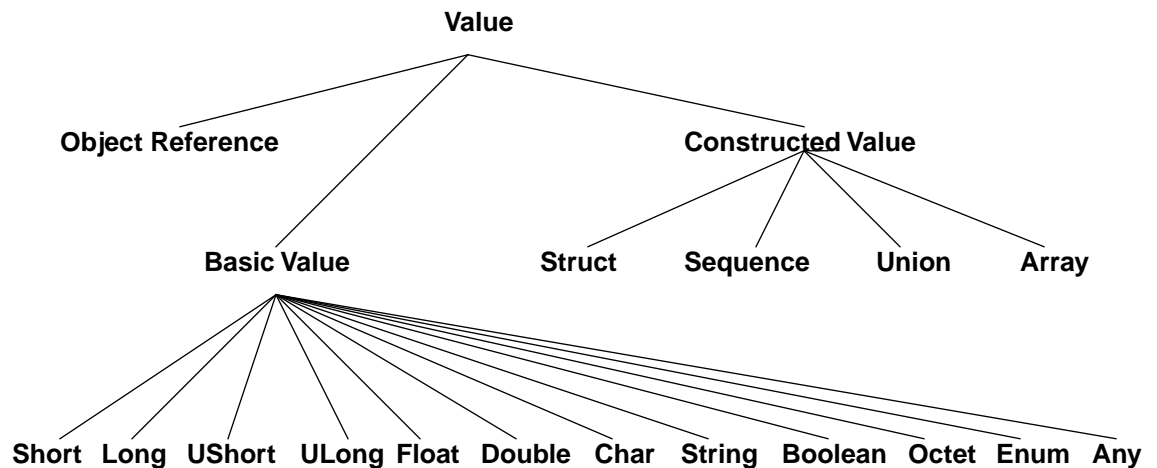 Value
Object Reference
Constructed Value
Basic Value
Struct
Sequence
Union
Array
Short
Long
UShort
ULong
Float
Double
Char
String
Boolean
Octet
Enum
Any